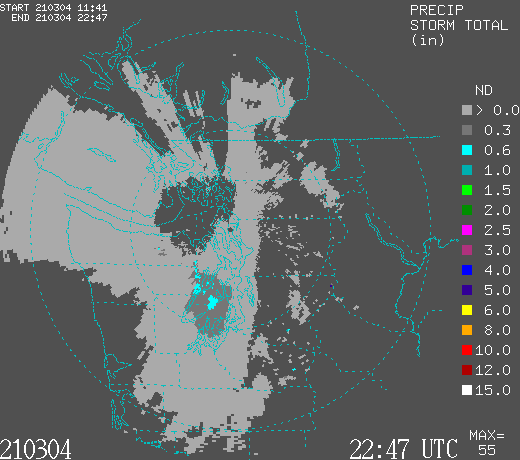 START 210304 11:41
END 210304 22:47
PRECIP
STORM TOTAL
(in)
ND
> 0.0
0.3
0.6
1.0
1.5
2.0
2.5
3.0
4.0
5.0
6.0
8.0
10.0
12.0
15.0
MAX=
55
210304
22:47 UTC